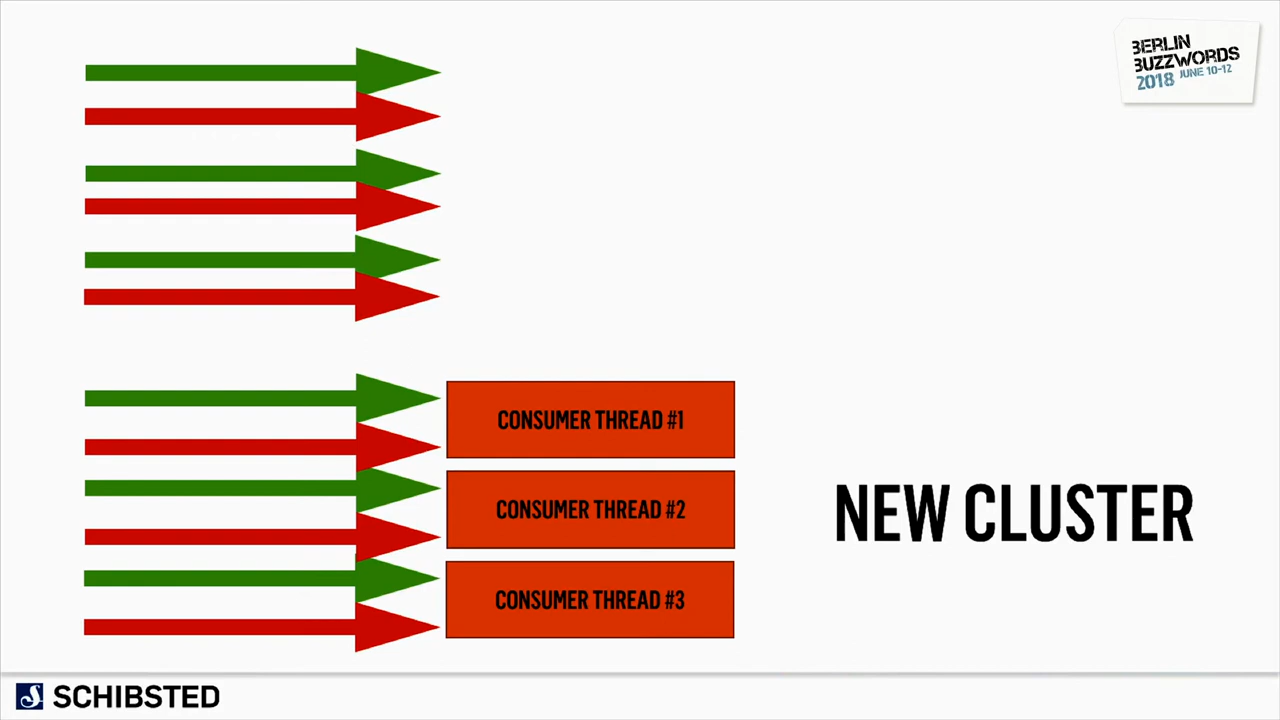 BERLIN
BUZZWORDS
2018 JUNE 10-12
CONSUMER THREAD #1
CONSUMER THREAD #2
NEW CLUSTER
CONSUMER THREAD #3
SCHIBSTED